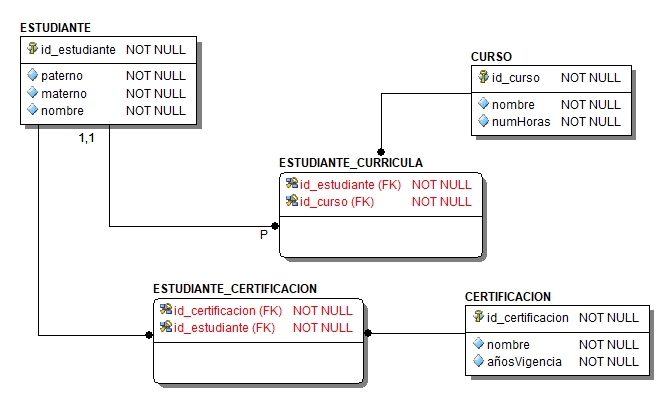 ESTUDIANTE
id_estudiante NOT NULL
paterno NOT NULL
materno NOT NULL
nombre NOT NULL
1,1
CURSO
id_curso NOT NULL
nombre NOT NULL
numHoras NOT NULL
ESTUDIANTE_CURRICULA
id_estudiante (FK) NOT NULL
id_curso (FK) NOT NULL
P
ESTUDIANTE_CERTIFICACION
id_certificacion (FK) NOT NULL
id_estudiante (FK) NOT NULL
CERTIFICACION
id_certificacion NOT NULL
nombre NOT NULL
añosVigencia NOT NULL